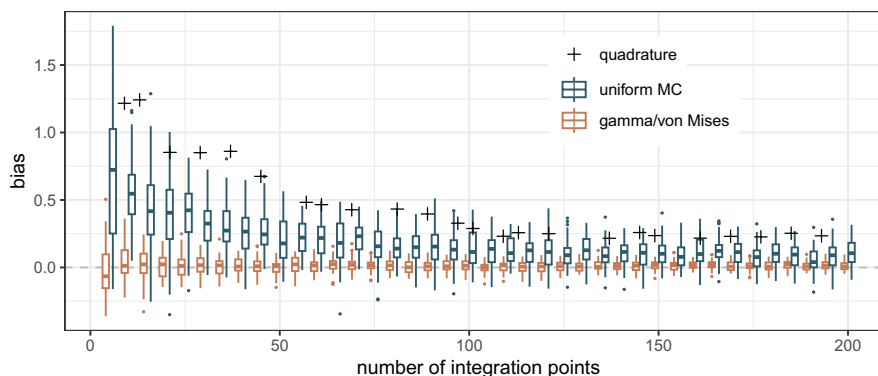 1.5
1.0
0.5
0.0
bias
quadrature
uniform MC
gamma/von Mises
0 50 100 150 200
number of integration points